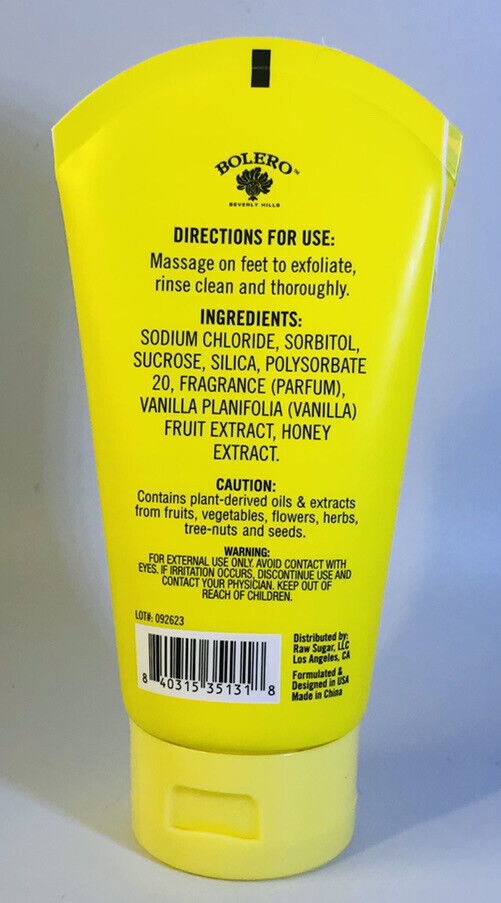 BOLERO™
BEVERLY HILLS
DIRECTIONS FOR USE:
Massage on feet to exfoliate,
rinse clean and thoroughly.
INGREDIENTS:
SODIUM CHLORIDE, SORBITOL,
SUCROSE, SILICA, POLYSORBATE
20, FRAGRANCE (PARFUM),
VANILLA PLANIFOLIA (VANILLA)
FRUIT EXTRACT, HONEY
EXTRACT.
CAUTION:
Contains plant-derived oils & extracts
from fruits, vegetables, flowers, herbs,
tree-nuts and seeds.
WARNING:
FOR EXTERNAL USE ONLY. AVOID CONTACT WITH
EYES. IF IRRITATION OCCURS, DISCONTINUE USE AND
CONTACT YOUR PHYSICIAN. KEEP OUT OF
REACH OF CHILDREN.
LOT#: 092623
8 40315 35131 8
Distributed by:
Raw Sugar, LLC
Los Angeles, CA
Formulated &
Designed in USA
Made in China